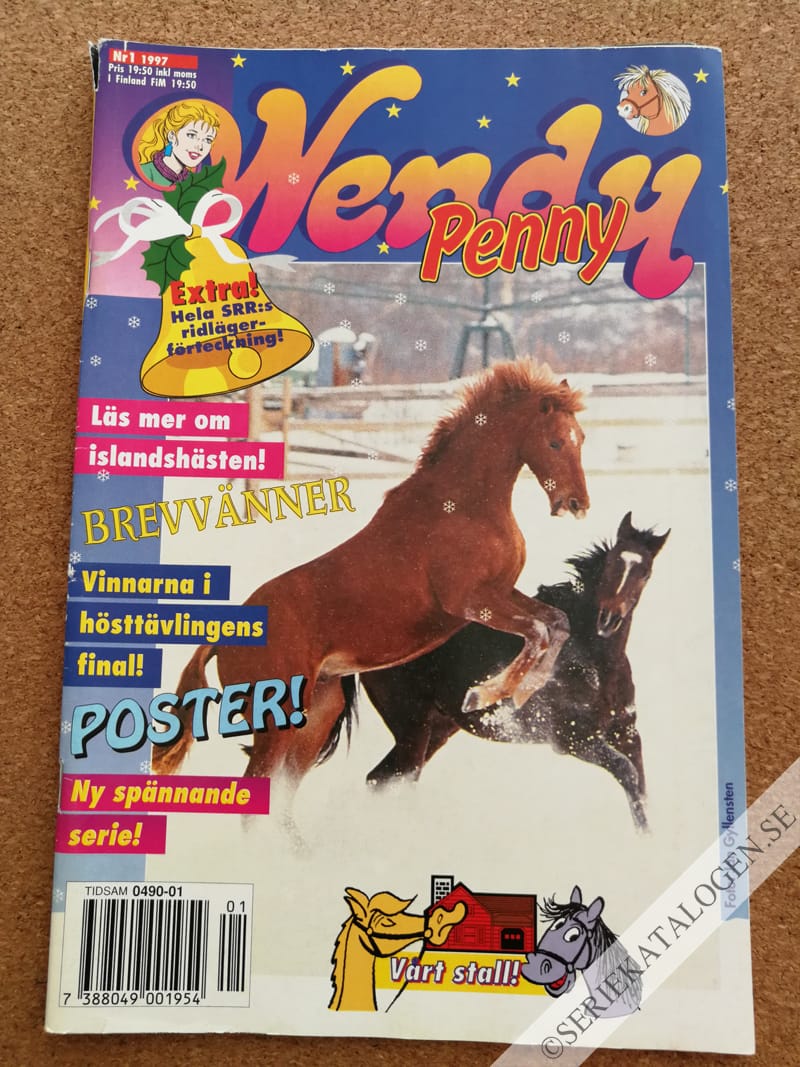 Nr 1 1997
Pris 19:50 inkl moms
I Finland FiM 19:50
Wendy
Penny
Extra!
Hela SRR:s
ridläger-
förteckning!
Läs mer om
islandshästen!
BREVVÄNNER
Vinnarna i
hösttävlingens
final!
POSTER!
Ny spännande
serie!
TIDSAM 0490-01
01
7 388049 001954
Vårt stall!
Gyllensten
©SERIEKATALOGEN.SE